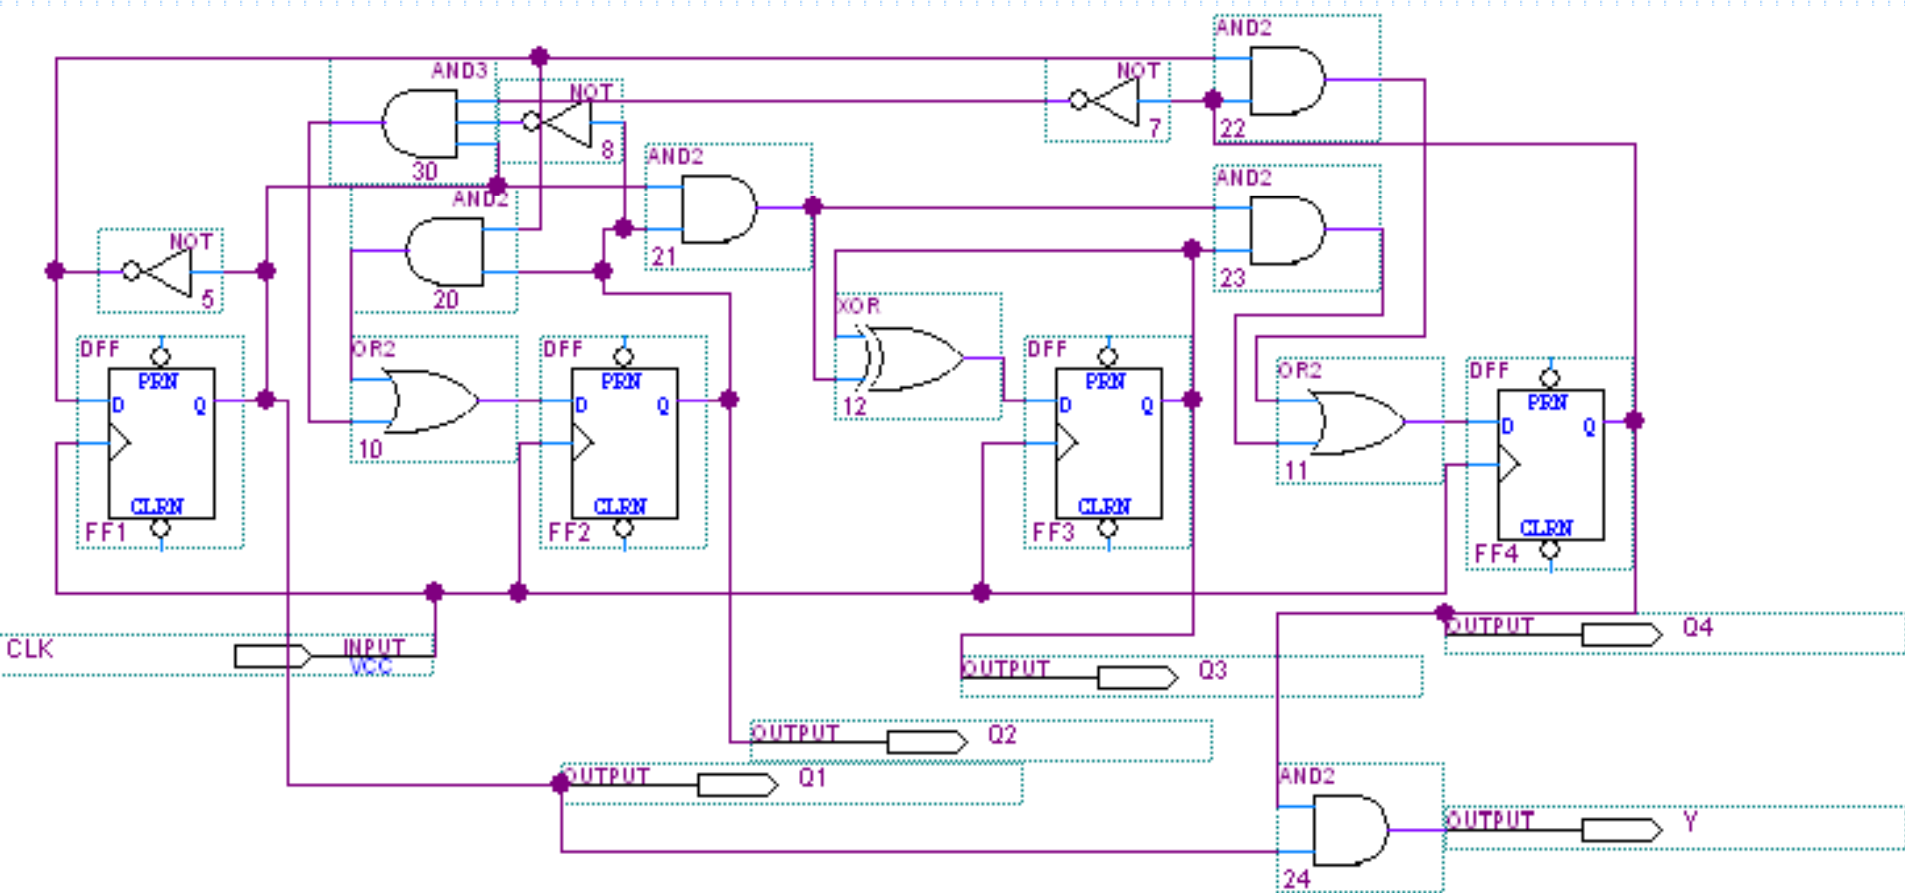 AND2
22
AND3
30
NOT
8
NOT
7
AND2
21
AND2
23
AND2
20
NOT
5
XOR
12
DFF
PRN
D
Q
CLRN
FF1
OR2
10
DFF
PRN
D
Q
CLRN
FF2
DFF
PRN
D
Q
CLRN
FF3
OR2
11
DFF
PRN
D
Q
CLRN
FF4
CLK
INPUT
VCC
OUTPUT
Q4
OUTPUT
Q3
OUTPUT
Q2
OUTPUT
Q1
AND2
24
OUTPUT
Y